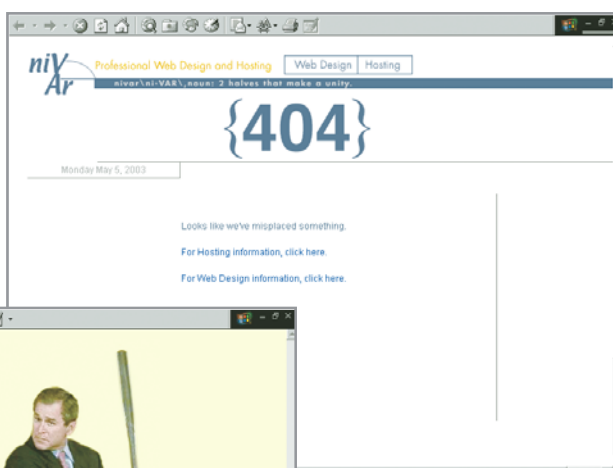 niVAr
Professional Web Design and Hosting
Web Design Hosting
nivar\ni-VAR\,noun: 2 halves that make a unity.
{404}
Monday May 5, 2003
Looks like we've misplaced something.
For Hosting information, click here.
For Web Design information, click here.